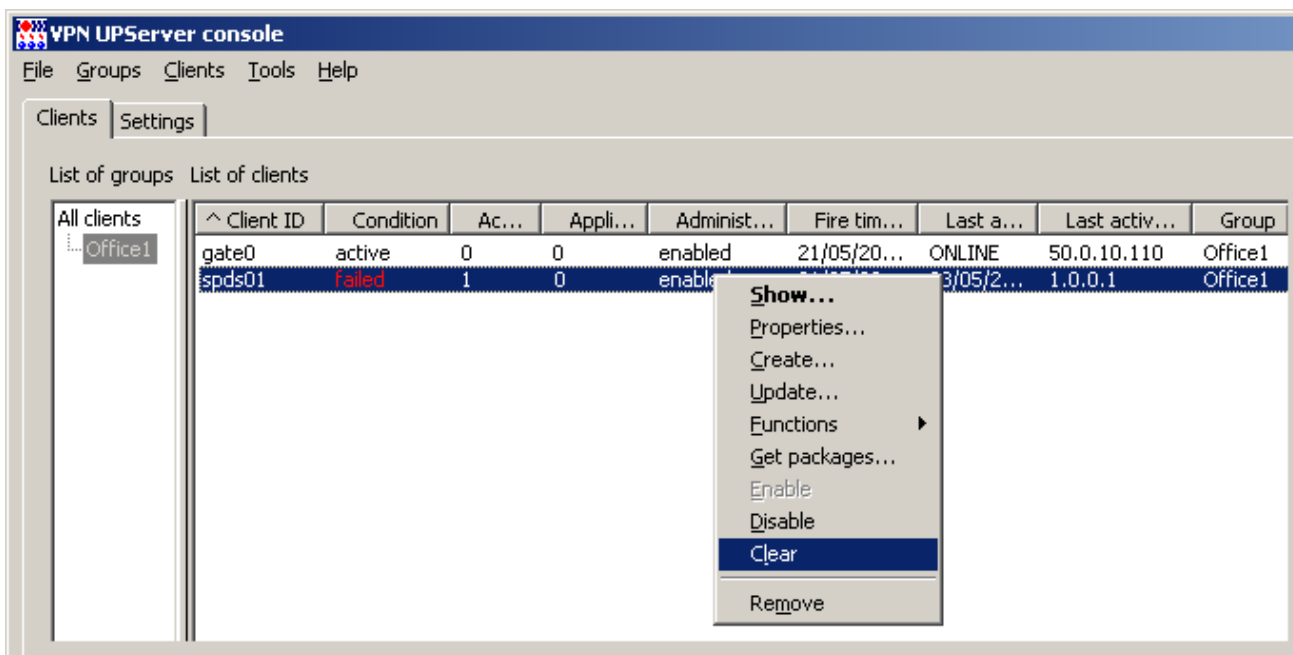 VPN UPServer console
File Groups Clients Tools Help
Clients Settings
List of groups List of clients
All clients
Office1
^ Client ID Condition Ac... Appli... Administ... Fire tim... Last a... Last activ... Group
gate0 active 0 0 enabled 21/05/20... ONLINE 50.0.10.110 Office1
spds01 failed 1 0 1.0.0.1 Office1
Show...
Properties...
Create...
Update...
Functions
Get packages...
Enable
Disable
Clear
Remove